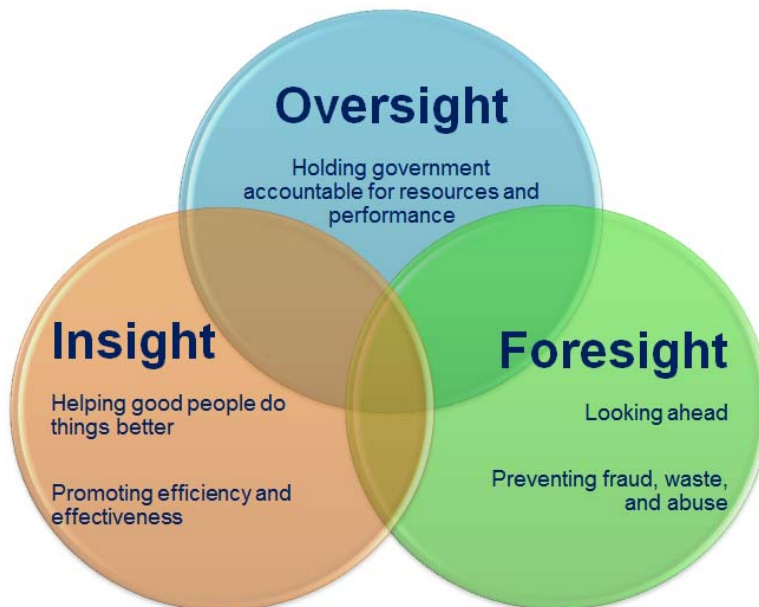 Oversight
Holding government
accountable for resources and
performance
Insight
Helping good people do
things better
Promoting efficiency and
effectiveness
Foresight
Looking ahead
Preventing fraud, waste,
and abuse